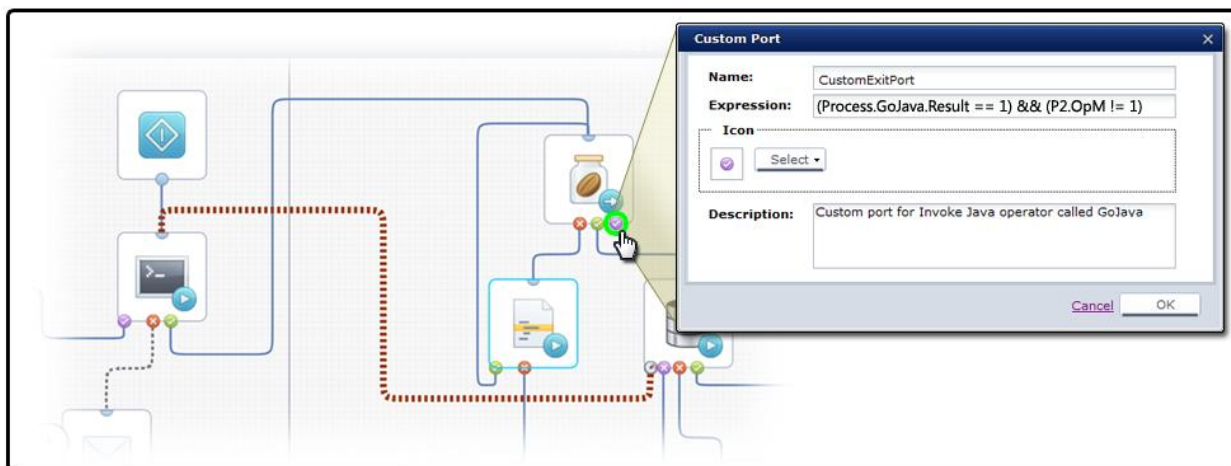 Custom Port
Name: CustomExitPort
Expression: (Process.GoJava.Result == 1) && (P2.OpM != 1)
Icon
Select
Description: Custom port for Invoke Java operator called GoJava
Cancel OK